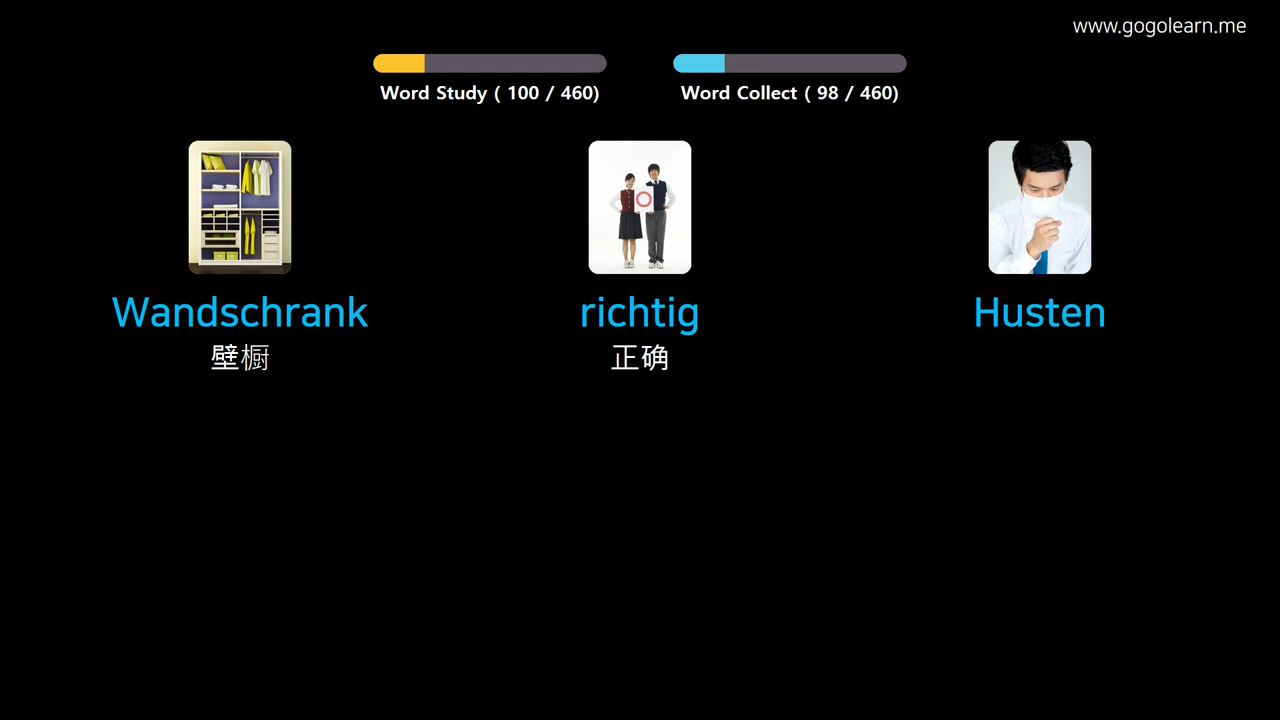 www.gogolearn.me
Word Study ( 100 / 460)
Word Collect ( 98 / 460)
Wandschrank
richtig
Husten
壁橱
正确